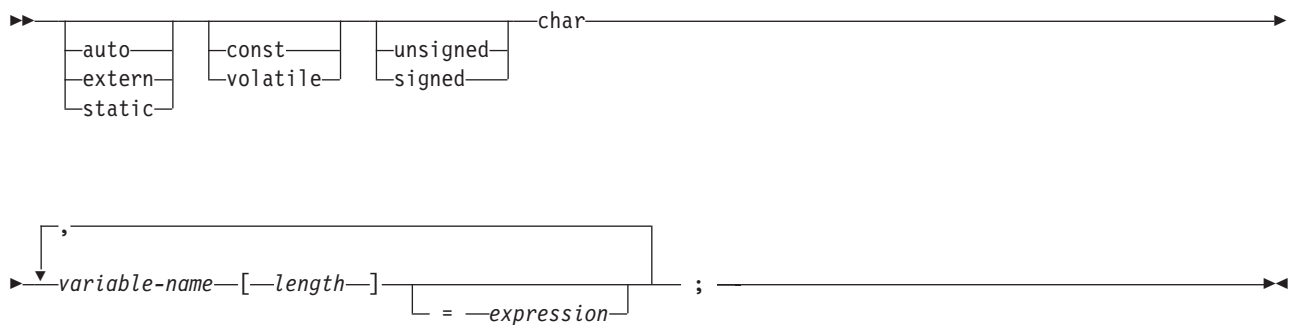 char
auto const unsigned
extern volatile signed
static
,
variable-name [ length ] ;
= expression